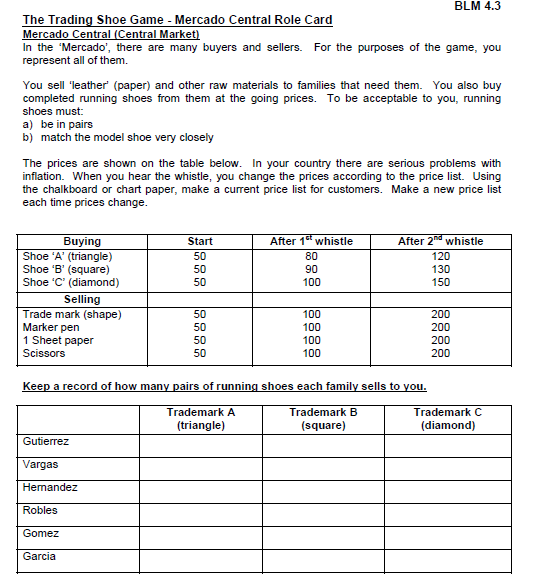 BLM 4.3
The Trading Shoe Game - Mercado Central Role Card
Mercado Central (Central Market)
In the 'Mercado', there are many buyers and sellers. For the purposes of the game, you
represent all of them.
You sell 'leather' (paper) and other raw materials to families that need them. You also buy
completed running shoes from them at the going prices. To be acceptable to you, running
shoes must:
a) be in pairs
b) match the model shoe very closely
The prices are shown on the table below. In your country there are serious problems with
inflation. When you hear the whistle, you change the prices according to the price list. Using
the chalkboard or chart paper, make a current price list for customers. Make a new price list
each time prices change.
Buying Start After 1st whistle After 2nd whistle
Shoe 'A' (triangle) 50 80 120
Shoe 'B' (square) 50 90 130
Shoe 'C' (diamond) 50 100 150
Selling
Trade mark (shape) 50 100 200
Marker pen 50 100 200
1 Sheet paper 50 100 200
Scissors 50 100 200
Keep a record of how many pairs of running shoes each family sells to you.
Trademark A Trademark B Trademark C
(triangle) (square) (diamond)
Gutierrez
Vargas
Hernandez
Robles
Gomez
Garcia